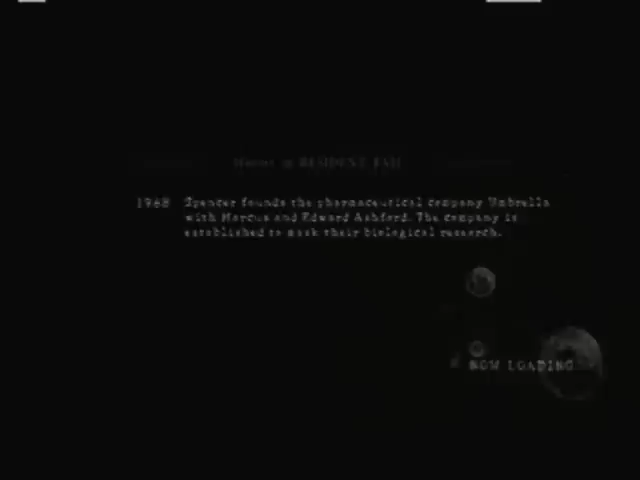 History of RESIDENT EVIL
1968 Spencer founds the pharmaceutical company Umbrella
with Marcus and Edward Ashford. The company is
established to mask their biological research.
NOW LOADING